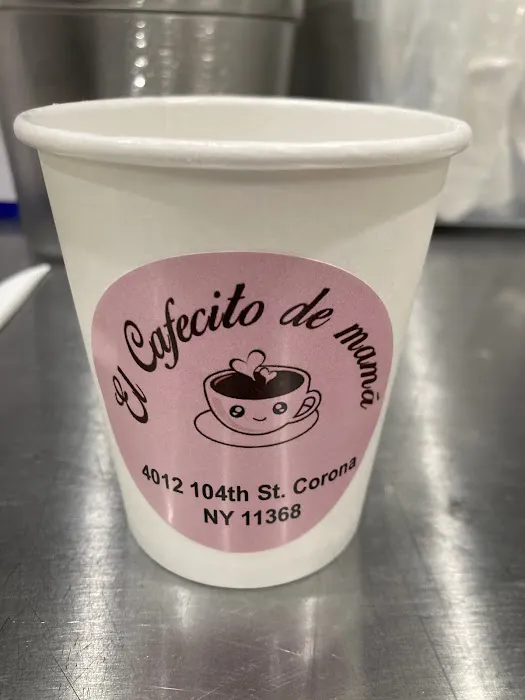 El Cafecito de mamá
4012 104th St. Corona
NY 11368